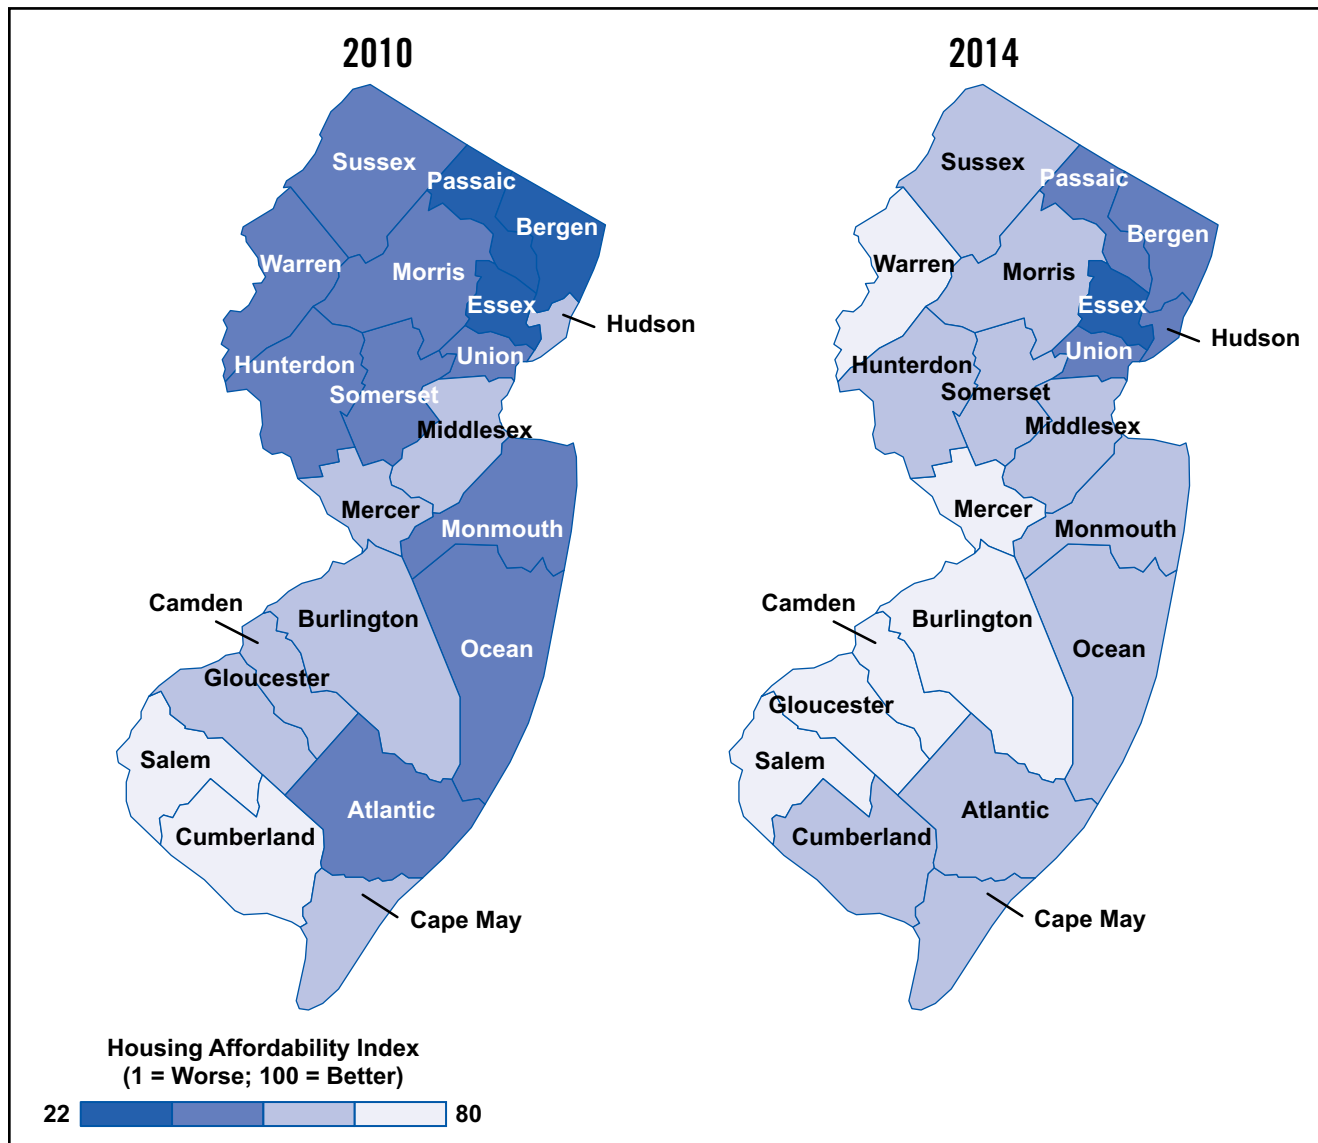 2010
Sussex
Passaic
Bergen
Warren
Morris
Essex
Hudson
Hunterdon
Union
Somerset
Middlesex
Mercer
Monmouth
Camden
Burlington
Ocean
Gloucester
Salem
Atlantic
Cumberland
Cape May
2014
Sussex
Passaic
Bergen
Warren
Morris
Essex
Hudson
Hunterdon
Union
Somerset
Middlesex
Mercer
Monmouth
Camden
Burlington
Ocean
Gloucester
Salem
Atlantic
Cumberland
Cape May
Housing Affordability Index
(1 = Worse; 100 = Better)
22 80